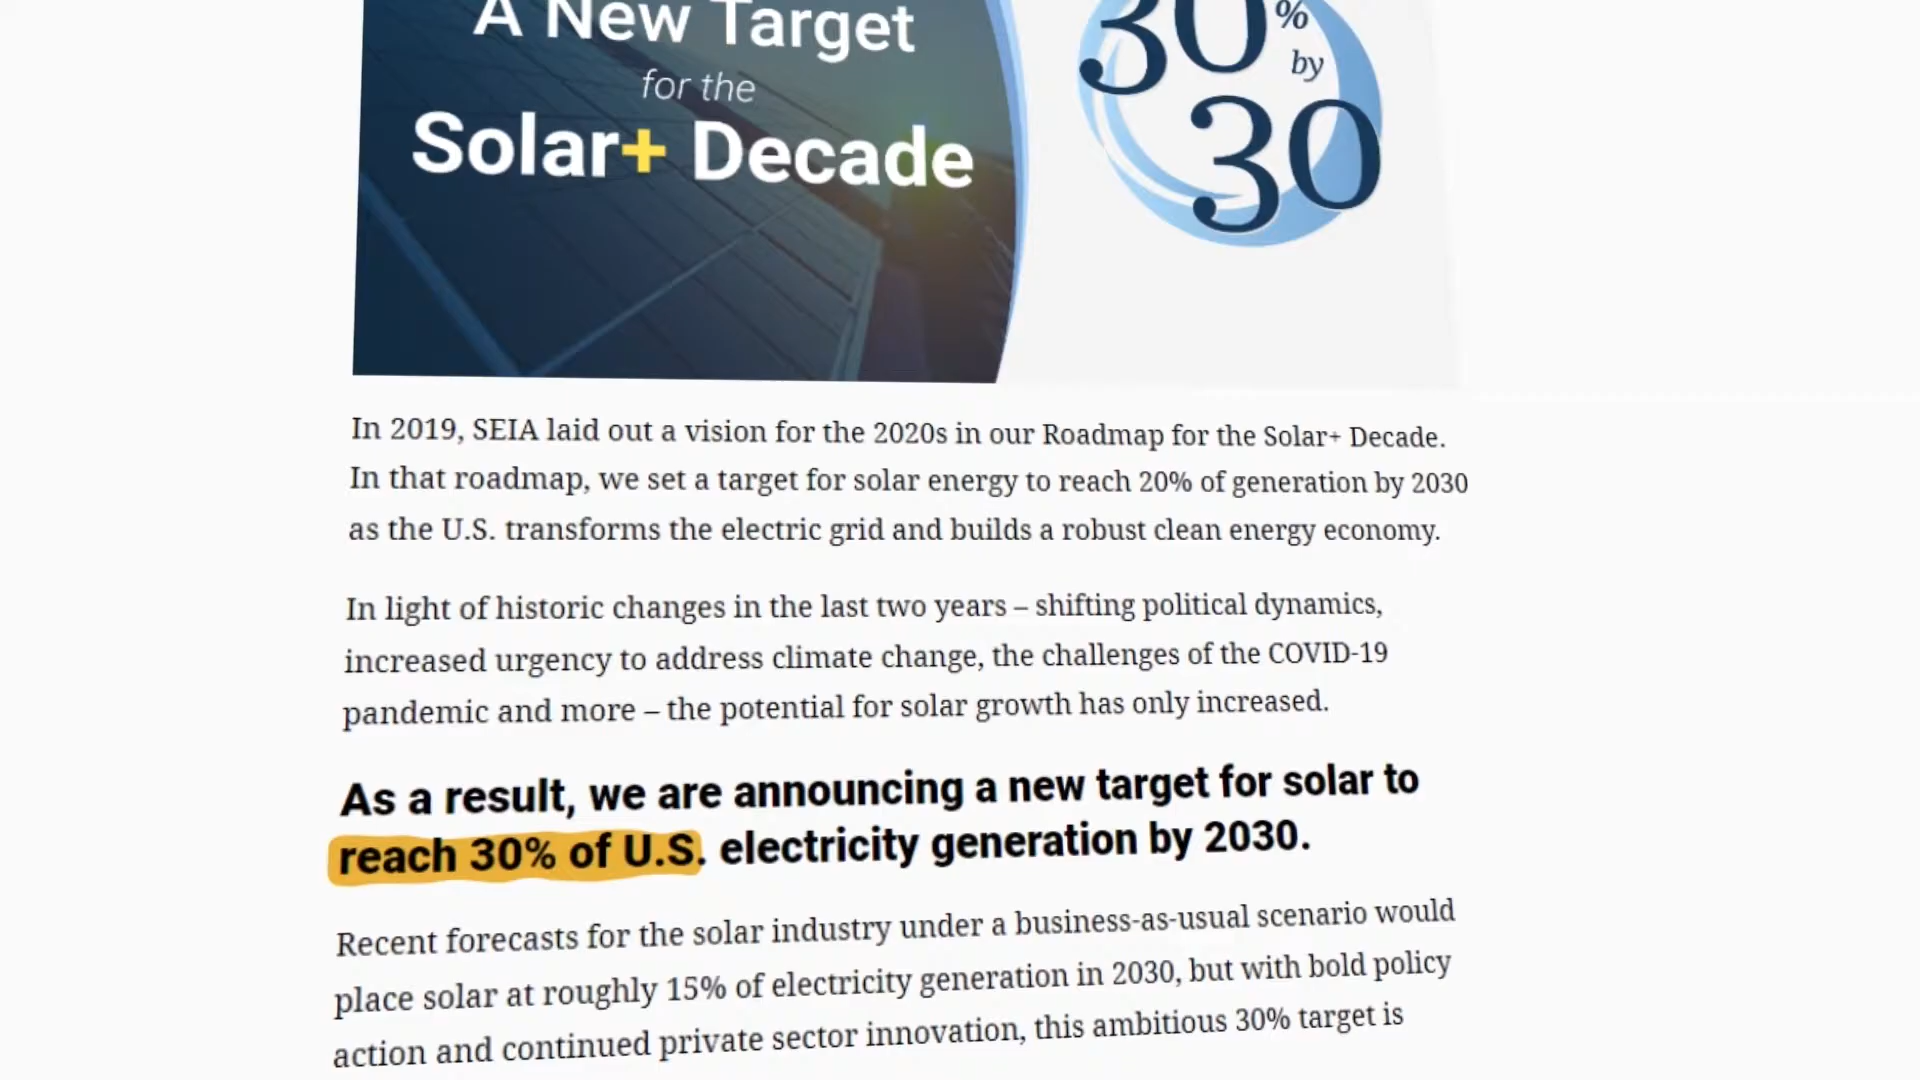 A New Target
for the
Solar+ Decade
30%
by
30
In 2019, SEIA laid out a vision for the 2020s in our Roadmap for the Solar+ Decade.
In that roadmap, we set a target for solar energy to reach 20% of generation by 2030
as the U.S. transforms the electric grid and builds a robust clean energy economy.
In light of historic changes in the last two years – shifting political dynamics,
increased urgency to address climate change, the challenges of the COVID-19
pandemic and more – the potential for solar growth has only increased.
As a result, we are announcing a new target for solar to
reach 30% of U.S. electricity generation by 2030.
Recent forecasts for the solar industry under a business-as-usual scenario would
place solar at roughly 15% of electricity generation in 2030, but with bold policy
action and continued private sector innovation, this ambitious 30% target is